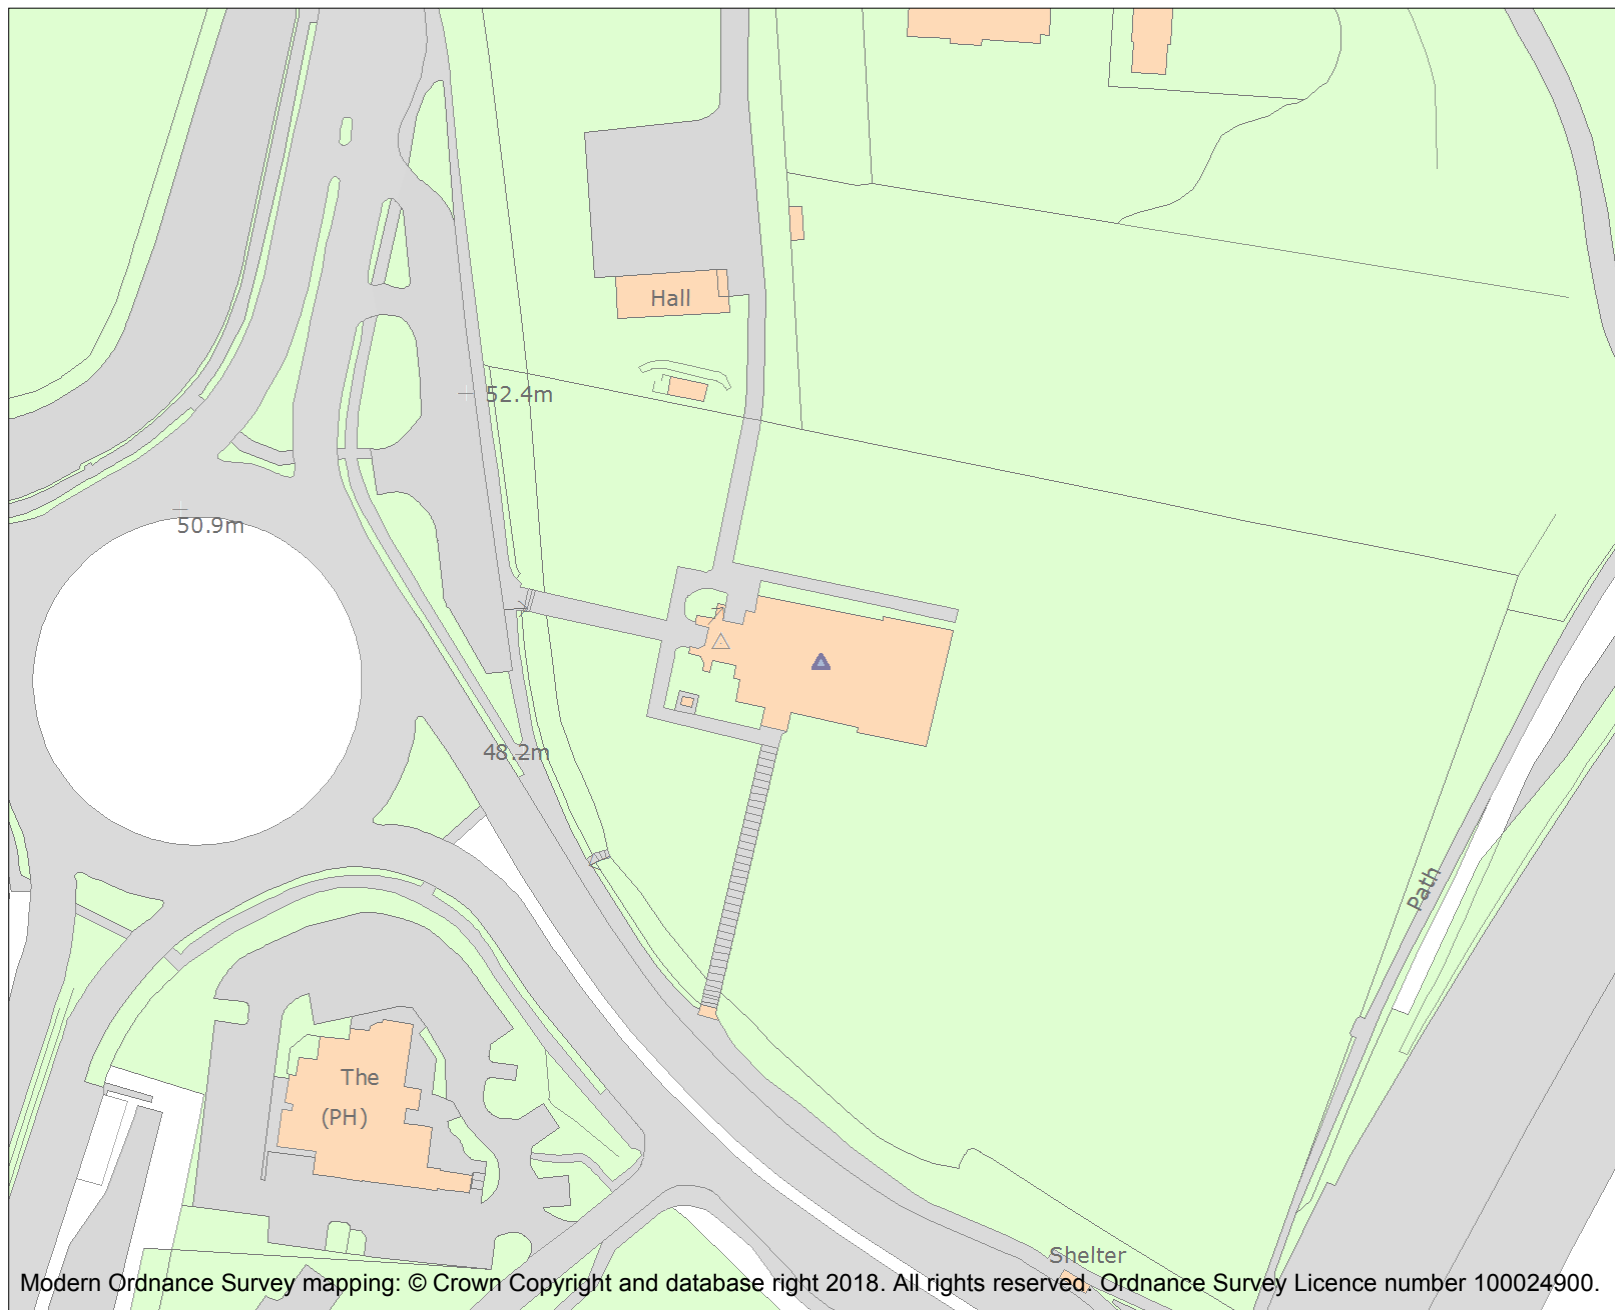 Hall
52.4m
50.9m
48.2m
Path
The
(PH)
Shelter
Modern Ordnance Survey mapping: © Crown Copyright and database right 2018. All rights reserved. Ordnance Survey Licence number 100024900.